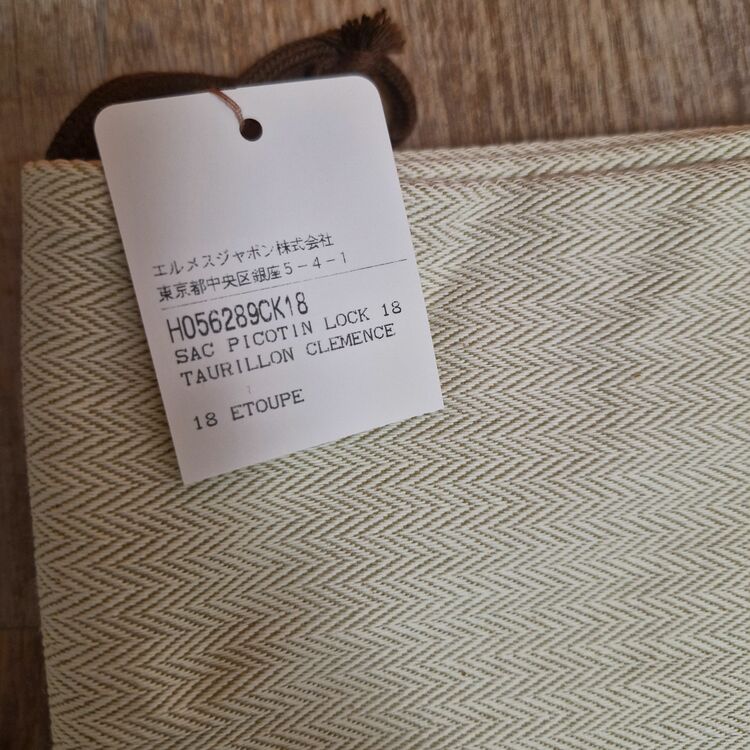 エルメスジャポン株式会社
東京都中央区銀座5-4-1
H056289CK18
SAC PICOTIN LOCK 18
TAURILLON CLEMENCE
18 ETOUPE